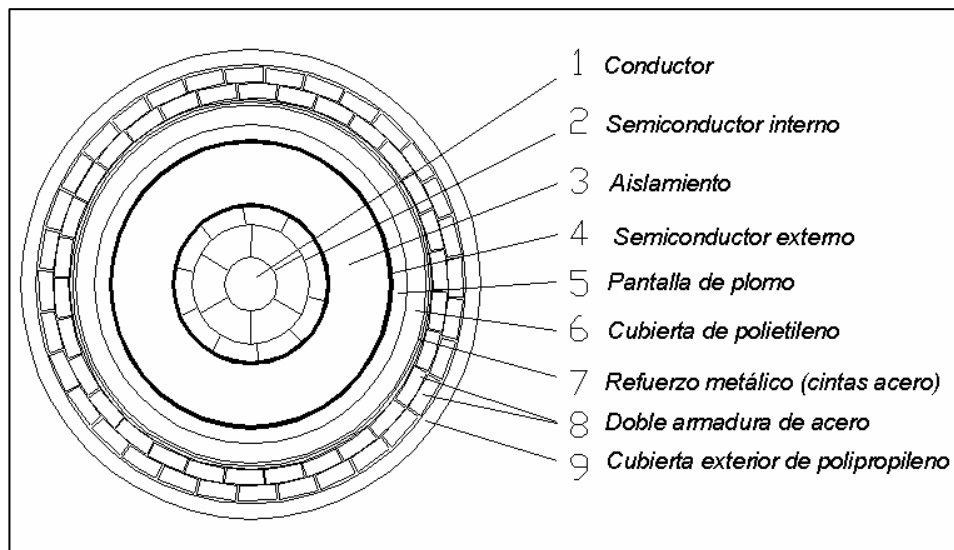 1 Conductor
2 Semiconductor interno
3 Aislamiento
4 Semiconductor externo
5 Pantalla de plomo
6 Cubierta de polietileno
7 Refuerzo metálico (cintas acero)
8 Doble armadura de acero
9 Cubierta exterior de polipropileno